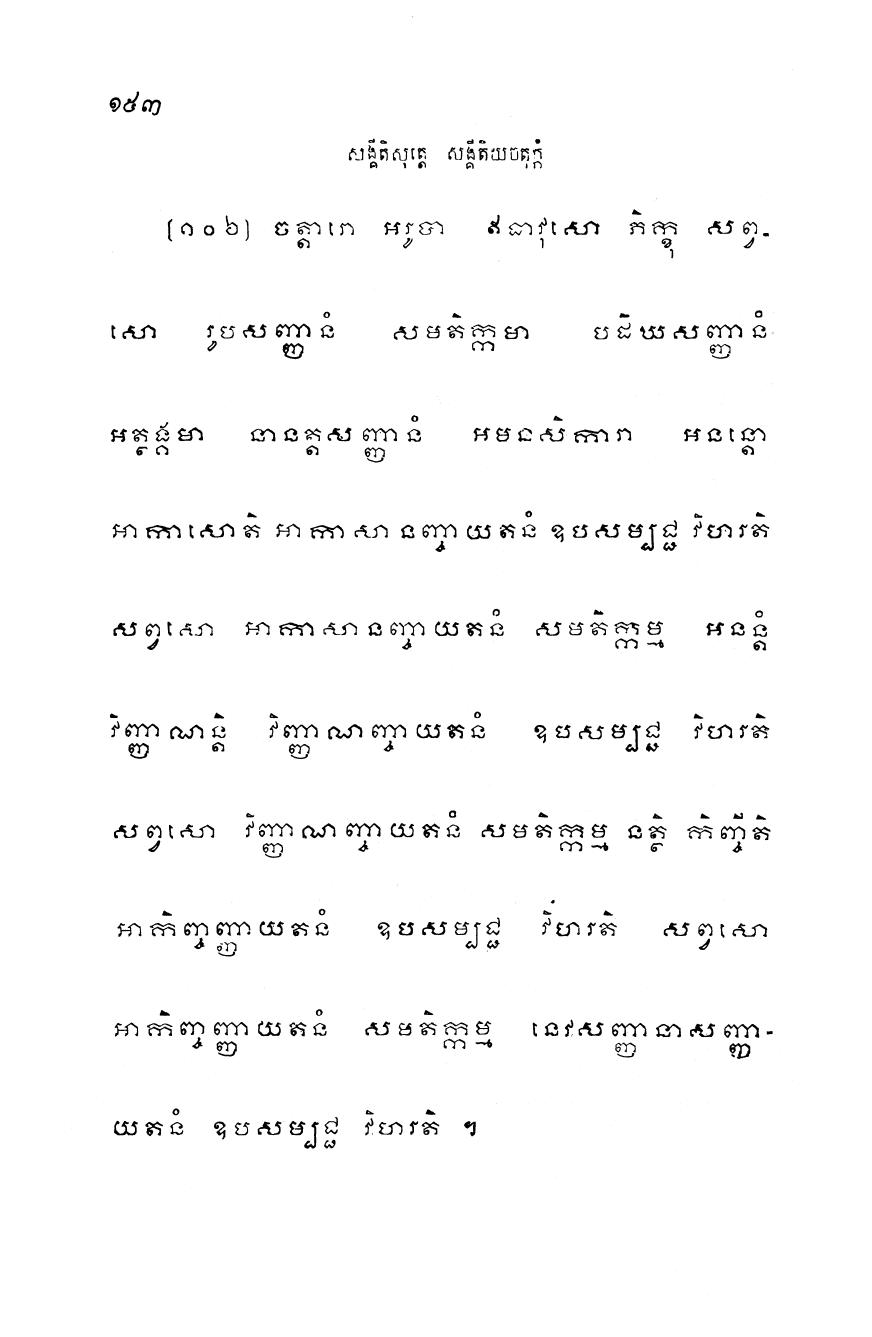 ១៥៣
សង្គីតិសុត្តេ សង្គីតិយចតុក្កំ
(១០៦) ចត្តារោ អរូបា ឥធាវុសោ ភិក្ខុ សព្វ-
សោ រូបសញ្ញានំ សមតិក្កមា បដិឃសញ្ញានំ
អត្ថង្គមា នានត្តសញ្ញានំ អមនសិការា អនន្តោ
អាកាសោតិ អាកាសានញ្ចាយតនំ ឧបសម្បជ្ជ វិហរតិ
សព្វសោ អាកាសានញ្ចាយតនំ សមតិក្កម្ម អនន្តំ
វិញ្ញាណន្តិ វិញ្ញាណញ្ចាយតនំ ឧបសម្បជ្ជ វិហរតិ
សព្វសោ វិញ្ញាណញ្ចាយតនំ សមតិក្កម្ម នត្ថិ កិញ្ចីតិ
អាកិញ្ចញ្ញាយតនំ ឧបសម្បជ្ជ វិហរតិ សព្វសោ
អាកិញ្ចញ្ញាយតនំ សមតិក្កម្ម នេវសញ្ញានាសញ្ញា-
យតនំ ឧបសម្បជ្ជ វិហរតិ ។